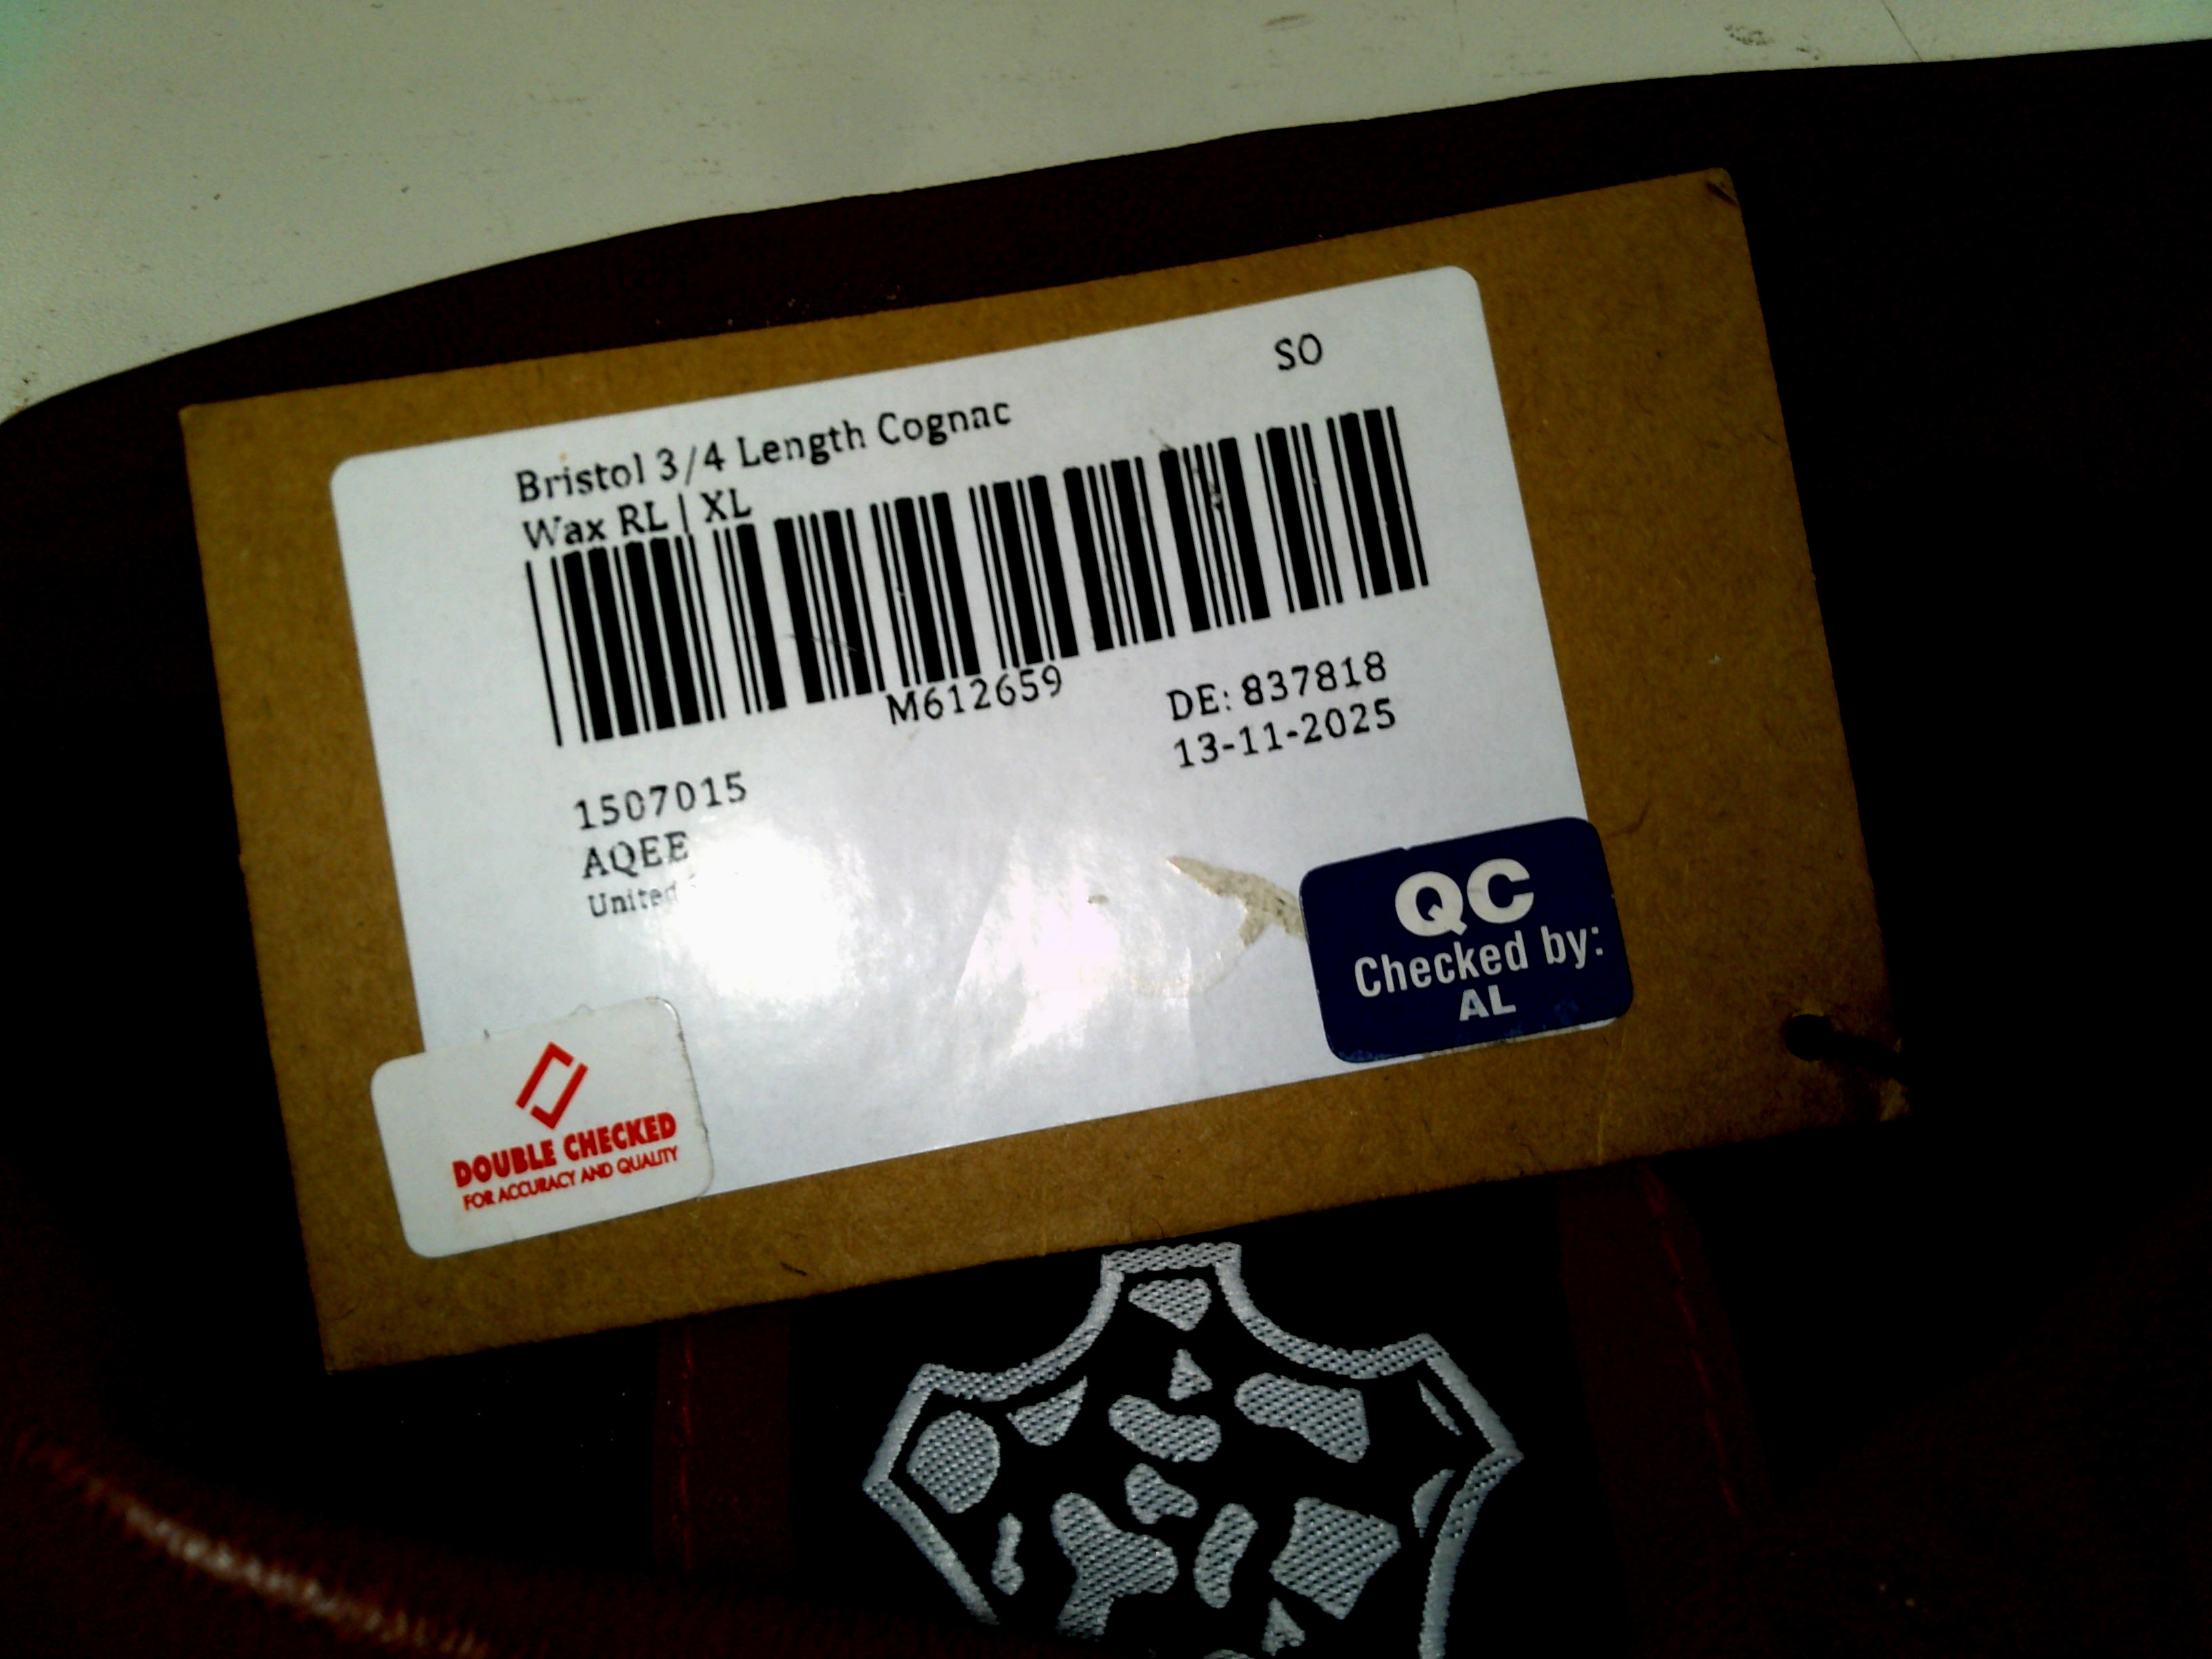 SO
Bristol 3/4 Length Cognac
Wax RL | XL
M612659
DE: 837818
13-11-2025
1507015
AQEE
United
QC
Checked by:
AL
DOUBLE CHECKED
FOR ACCURACY AND QUALITY